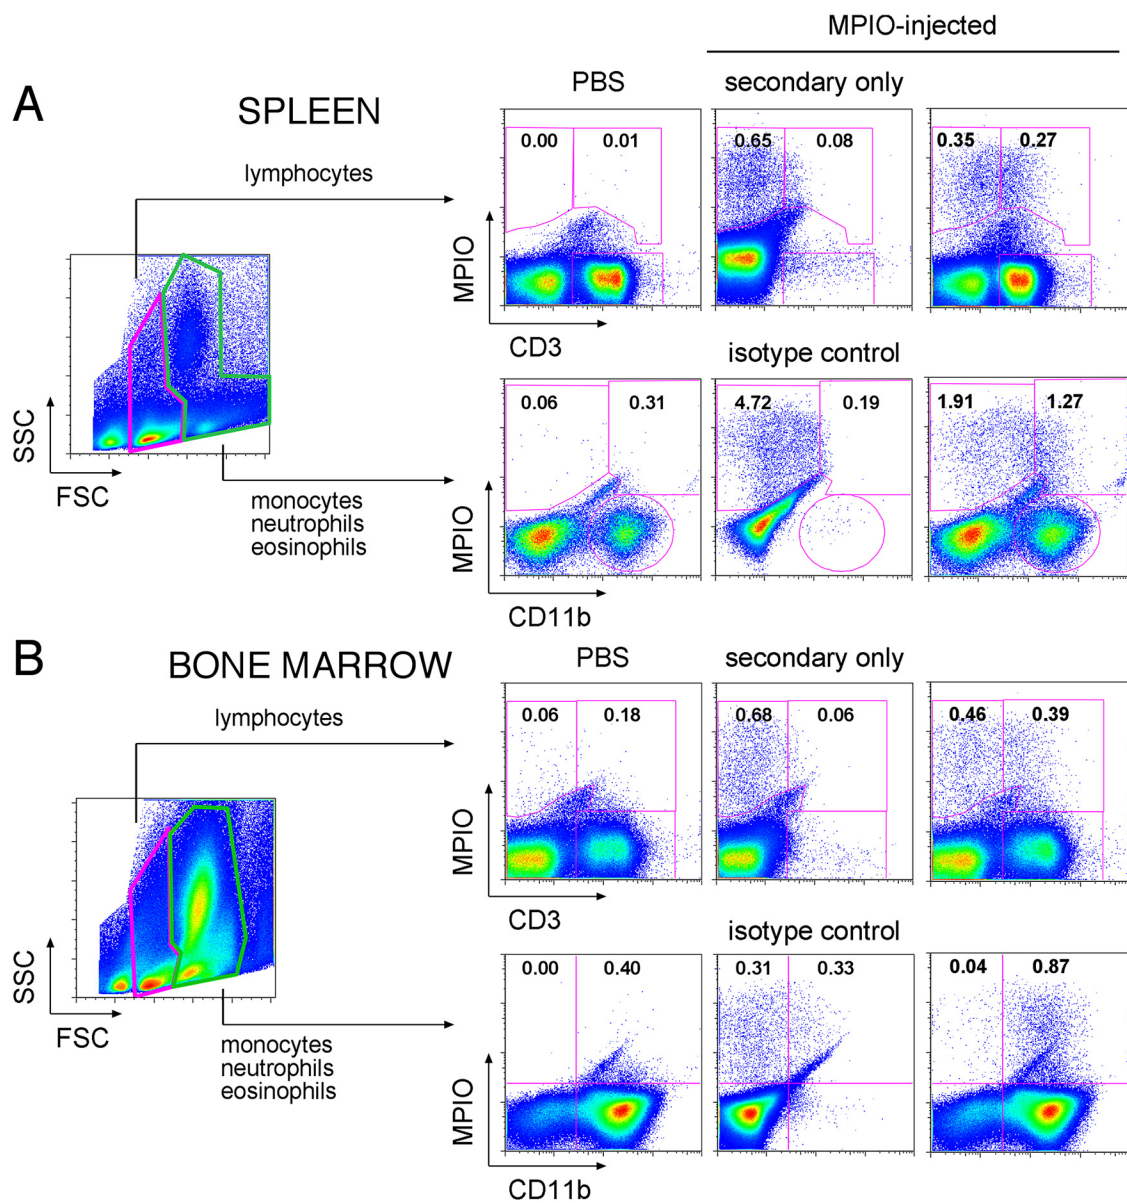 MPIO-injected
A
SPLEEN
PBS
secondary only
lymphocytes
0.00
0.01
0.65
0.08
0.35
0.27
MPIO
CD3
SSC
FSC
isotype control
monocytes
neutrophils
eosinophils
0.06
0.31
4.72
0.19
1.91
1.27
MPIO
CD11b
B
BONE MARROW
PBS
secondary only
lymphocytes
0.06
0.18
0.68
0.06
0.46
0.39
MPIO
CD3
SSC
FSC
isotype control
monocytes
neutrophils
eosinophils
0.00
0.40
0.31
0.33
0.04
0.87
MPIO
CD11b